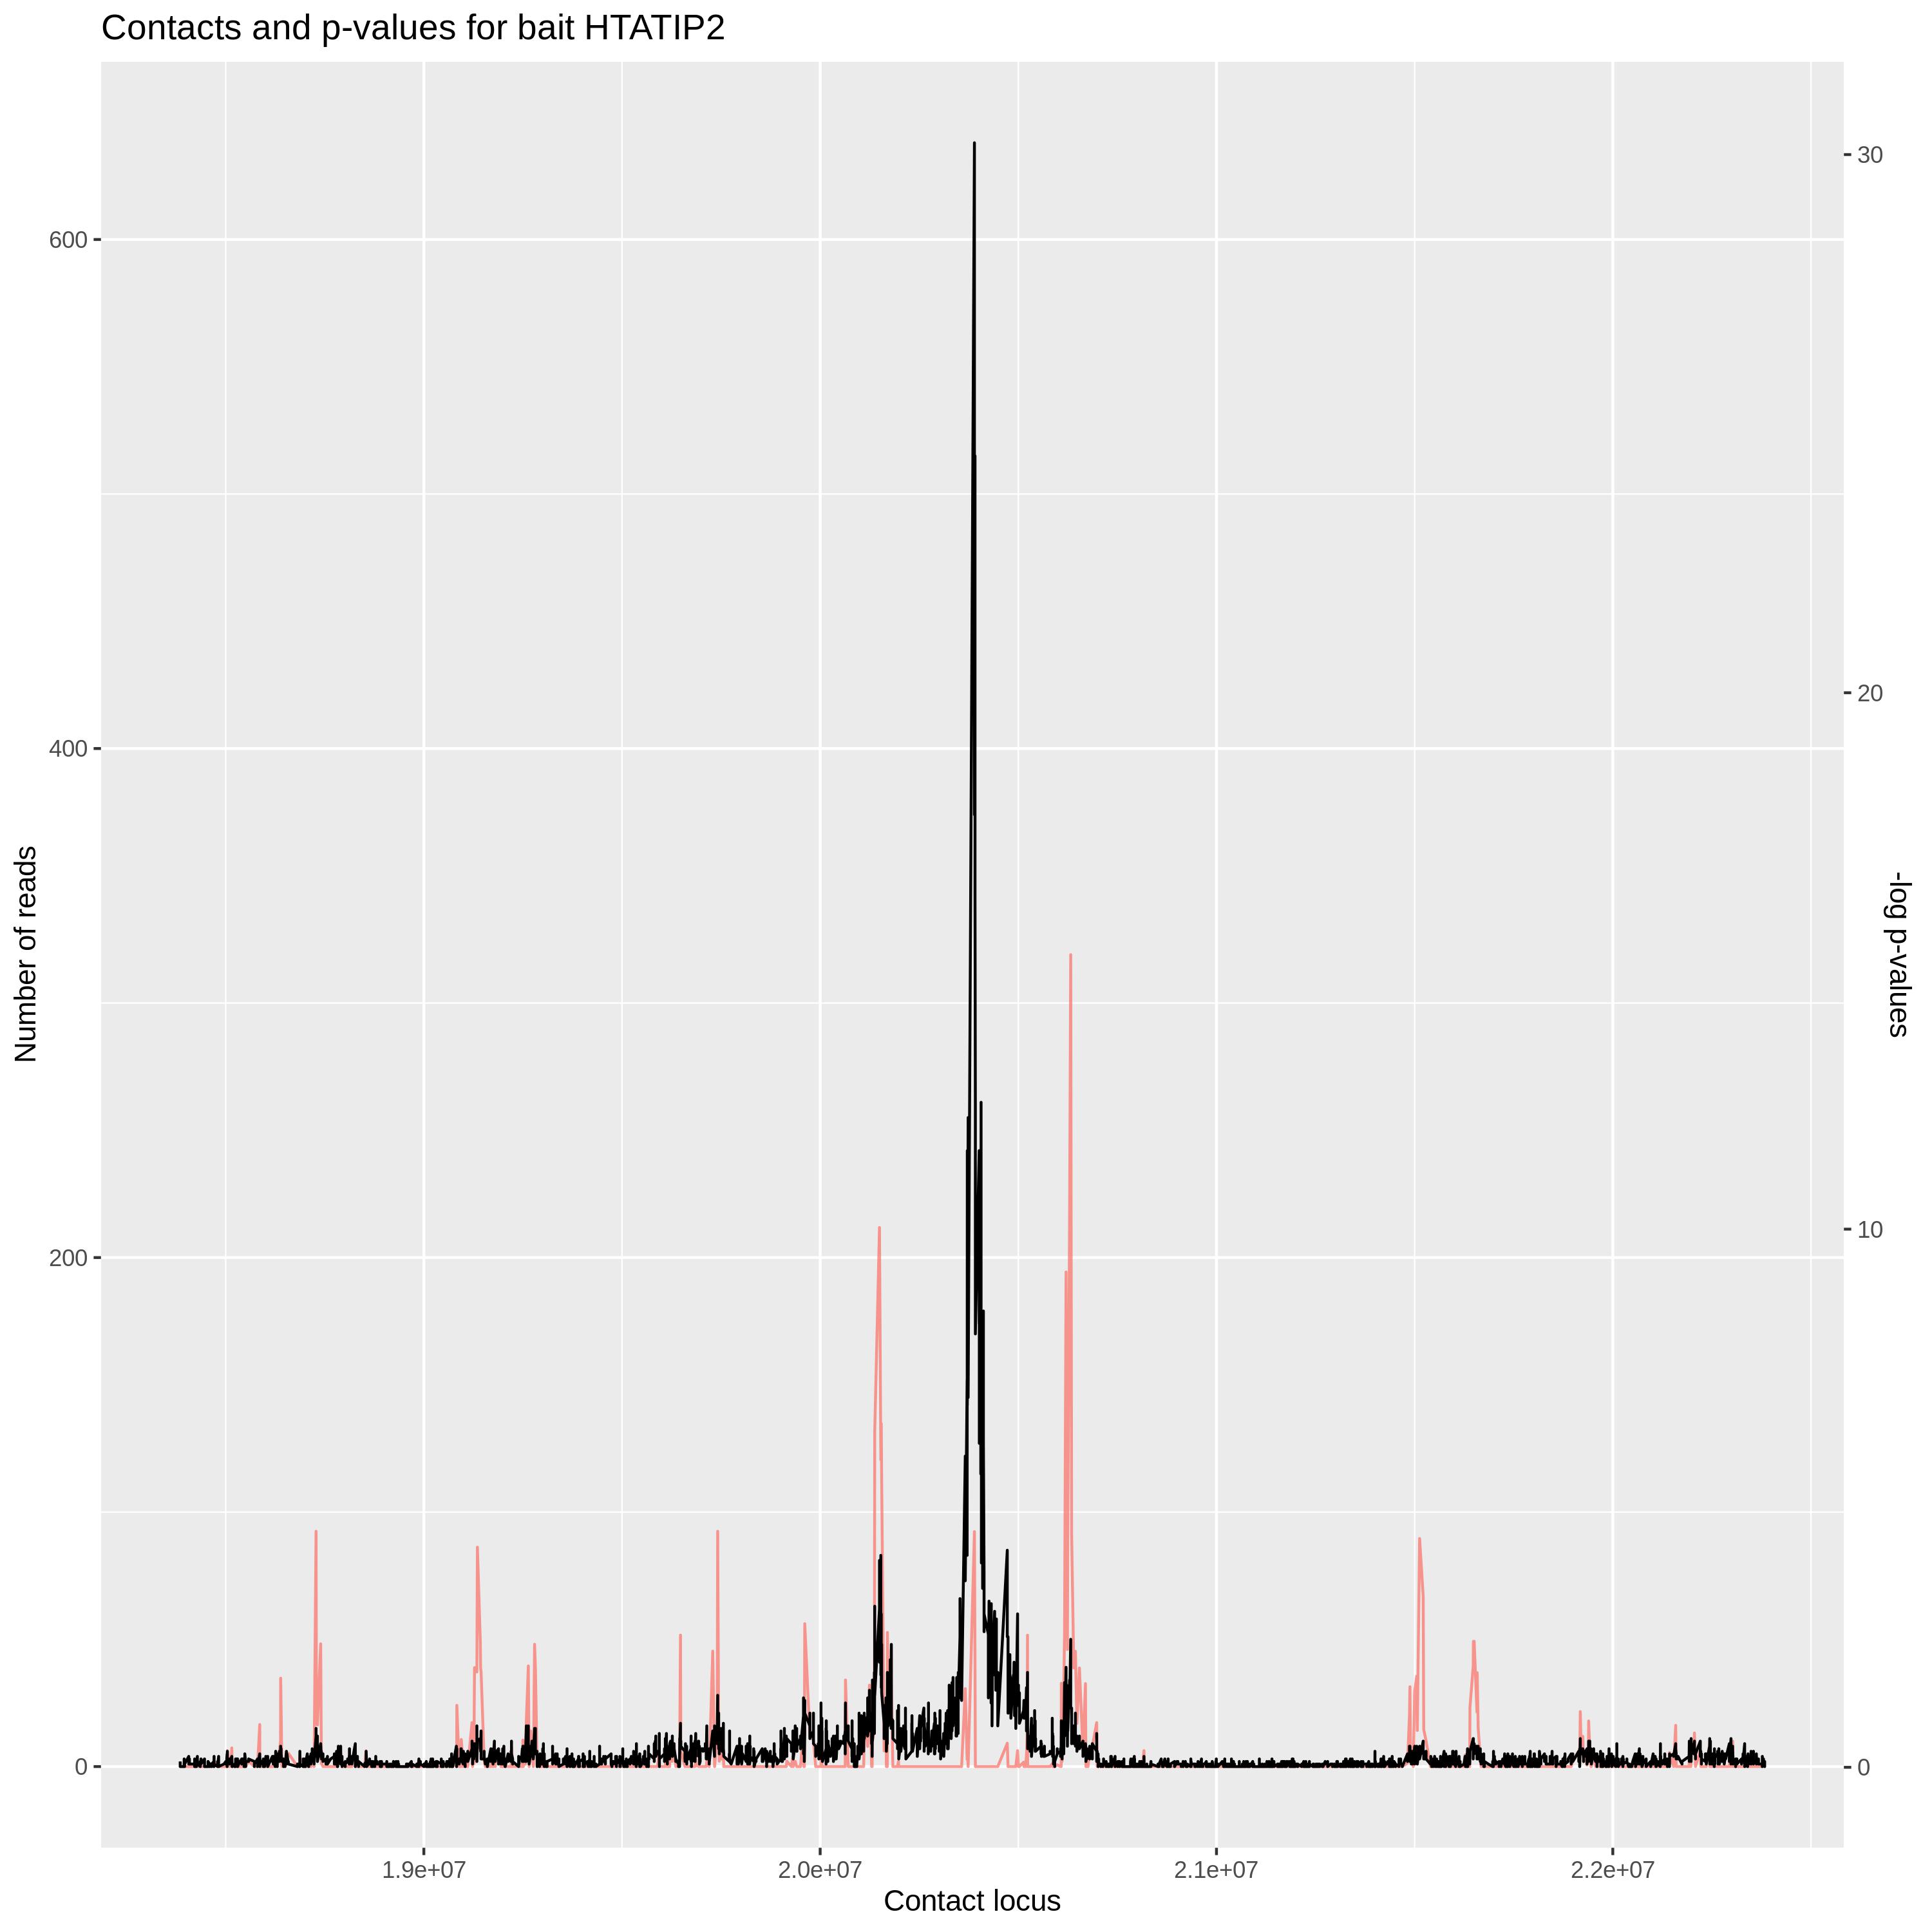 Contacts and p-values for bait HTATIP2
Number of reads
600
400
200
0
30
20
10
0
-log p-values
1.9e+07 2.0e+07 2.1e+07 2.2e+07
Contact locus